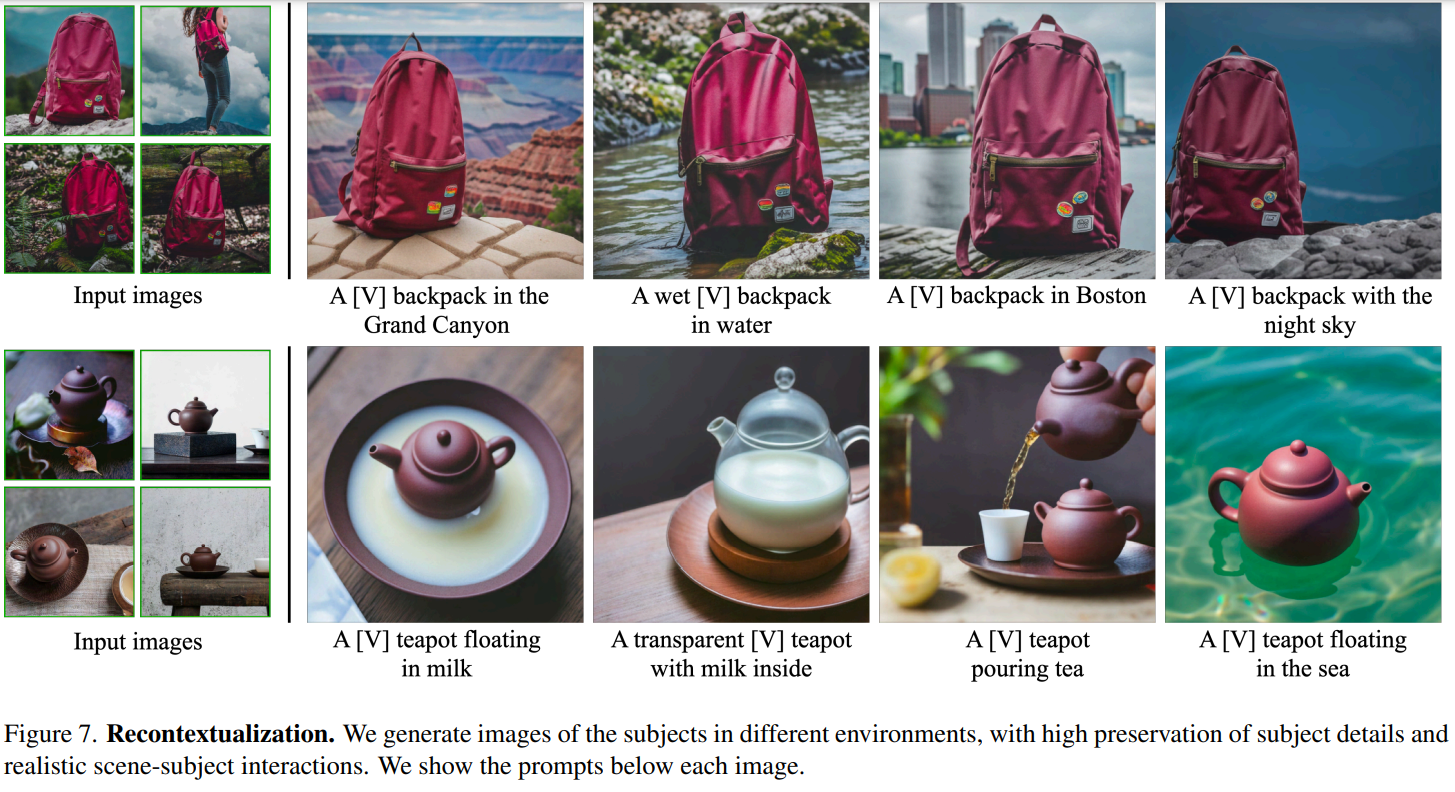 Input images
A [V] backpack in the
Grand Canyon
A wet [V] backpack
in water
A [V] backpack in Boston
A [V] backpack with the
night sky
Input images
A [V] teapot floating
in milk
A transparent [V] teapot
with milk inside
A [V] teapot
pouring tea
A [V] teapot floating
in the sea
Figure 7. Recontextualization. We generate images of the subjects in different environments, with high preservation of subject details and
realistic scene-subject interactions. We show the prompts below each image.